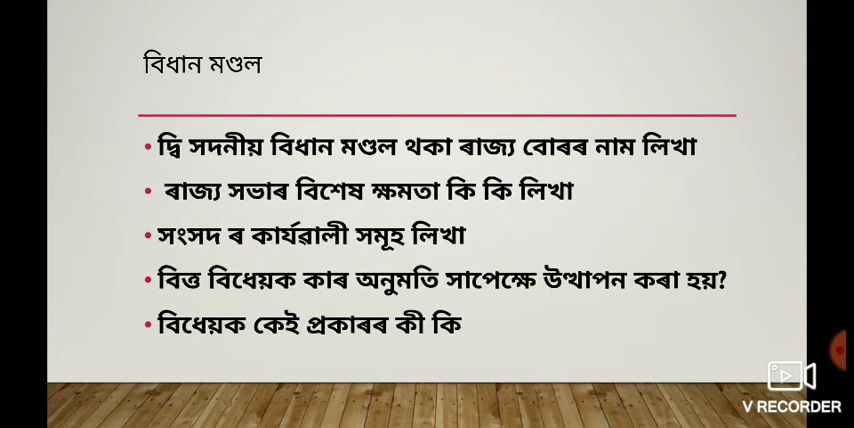 বিধান মণ্ডল
• দ্বি সদনীয় বিধান মণ্ডল থকা ৰাজ্য বোৰৰ নাম লিখা
• ৰাজ্য সভাৰ বিশেষ ক্ষমতা কি কি লিখা
• সংসদ ৰ কাৰ্যৱালী সমূহ লিখা
• বিত্ত বিধেয়ক কাৰ অনুমতি সাপেক্ষে উত্থাপন কৰা হয়?
• বিধেয়ক কেই প্ৰকাৰৰ কী কি
V RECORDER